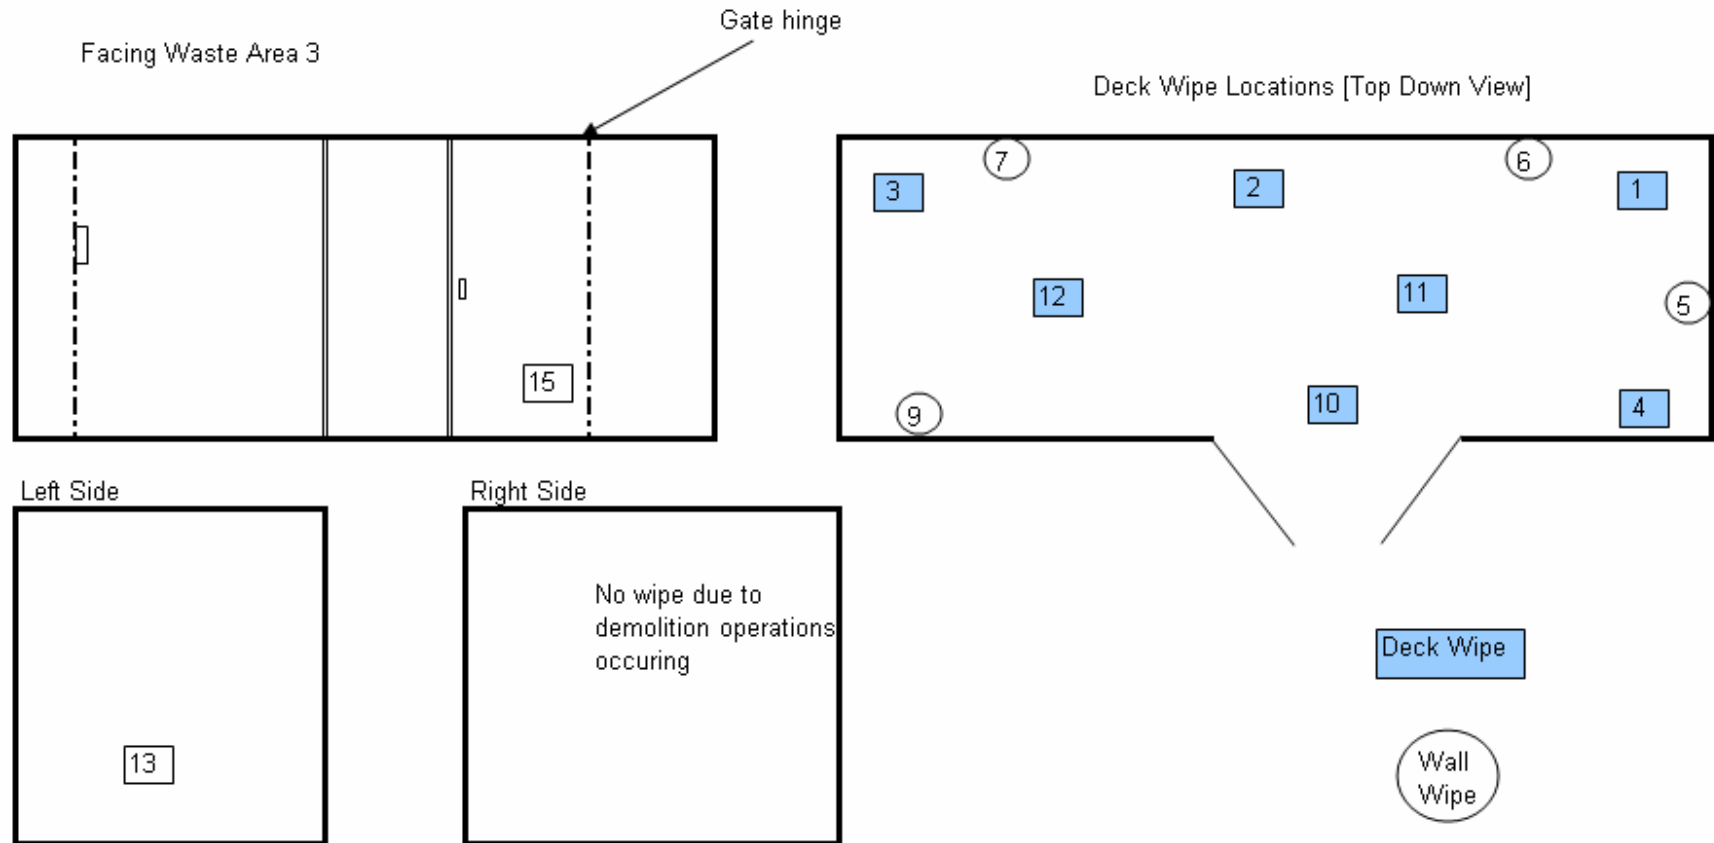 Gate hinge
Facing Waste Area 3
Deck Wipe Locations [Top Down View]
7
6
3
2
1
12
11
5
15
10
4
9
Left Side
Right Side
No wipe due to
demolition operations
occuring
Deck Wipe
13
Wall
Wipe